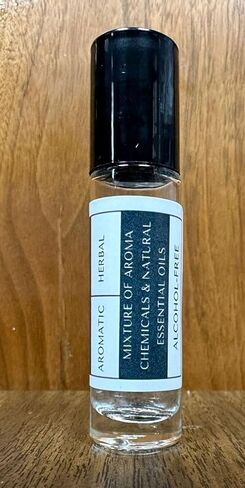 AROMATIC HERBAL
MIXTURE OF AROMA
CHEMICALS & NATURAL
ESSENTIAL OILS
ALCOHOL-FREE